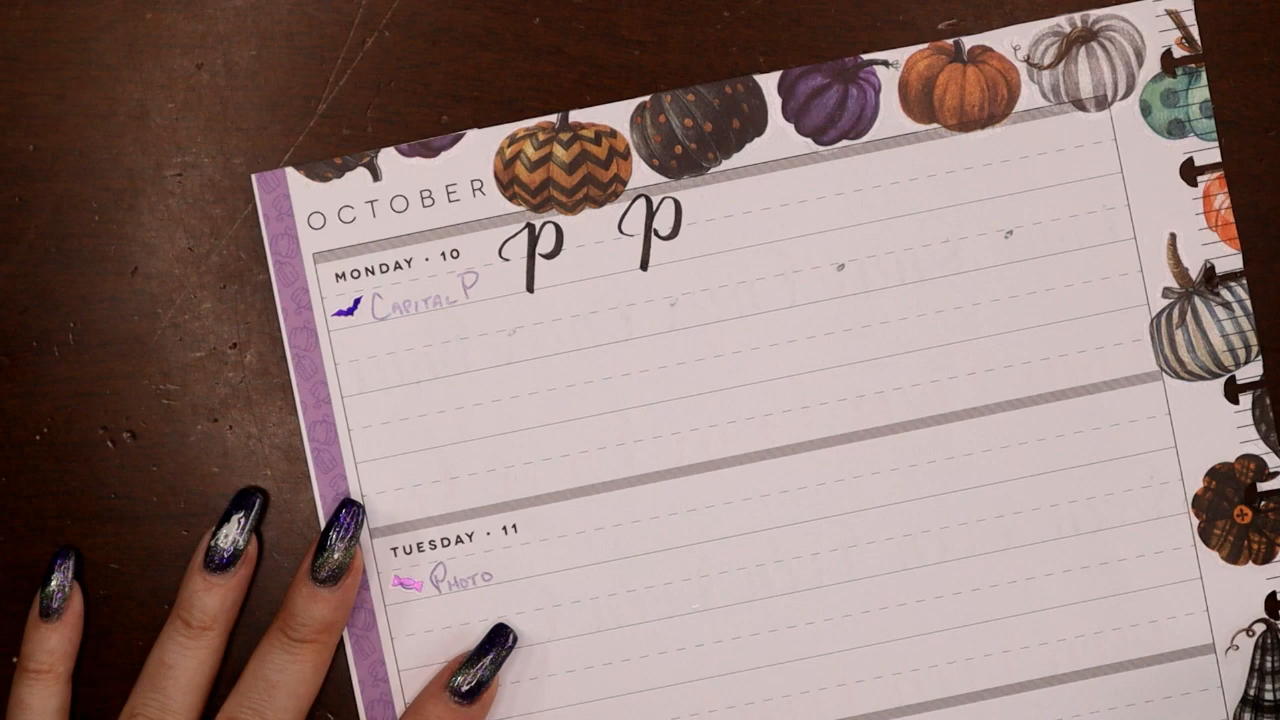 OCTOBER
MONDAY • 10
p p
CAPITAL P
TUESDAY • 11
PHOTO